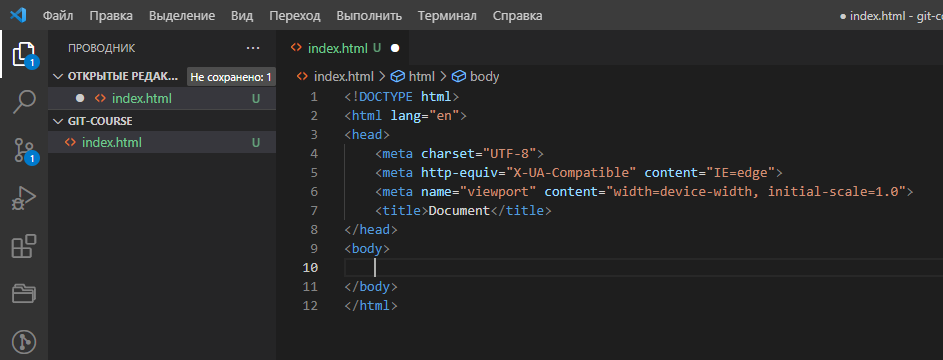 Файл Правка Выделение Вид Переход Выполнить Терминал Справка ● index.html - git-co
ПРОВОДНИК ···
index.html U ●
ОТКРЫТЫЕ РЕДАК... Не сохранено: 1
index.html > html > body
● index.html U
GIT-COURSE
index.html U
1
1
1 <!DOCTYPE html>
2 <html lang="en">
3 <head>
4 <meta charset="UTF-8">
5 <meta http-equiv="X-UA-Compatible" content="IE=edge">
6 <meta name="viewport" content="width=device-width, initial-scale=1.0">
7 <title>Document</title>
8 </head>
9 <body>
10
11 </body>
12 </html>